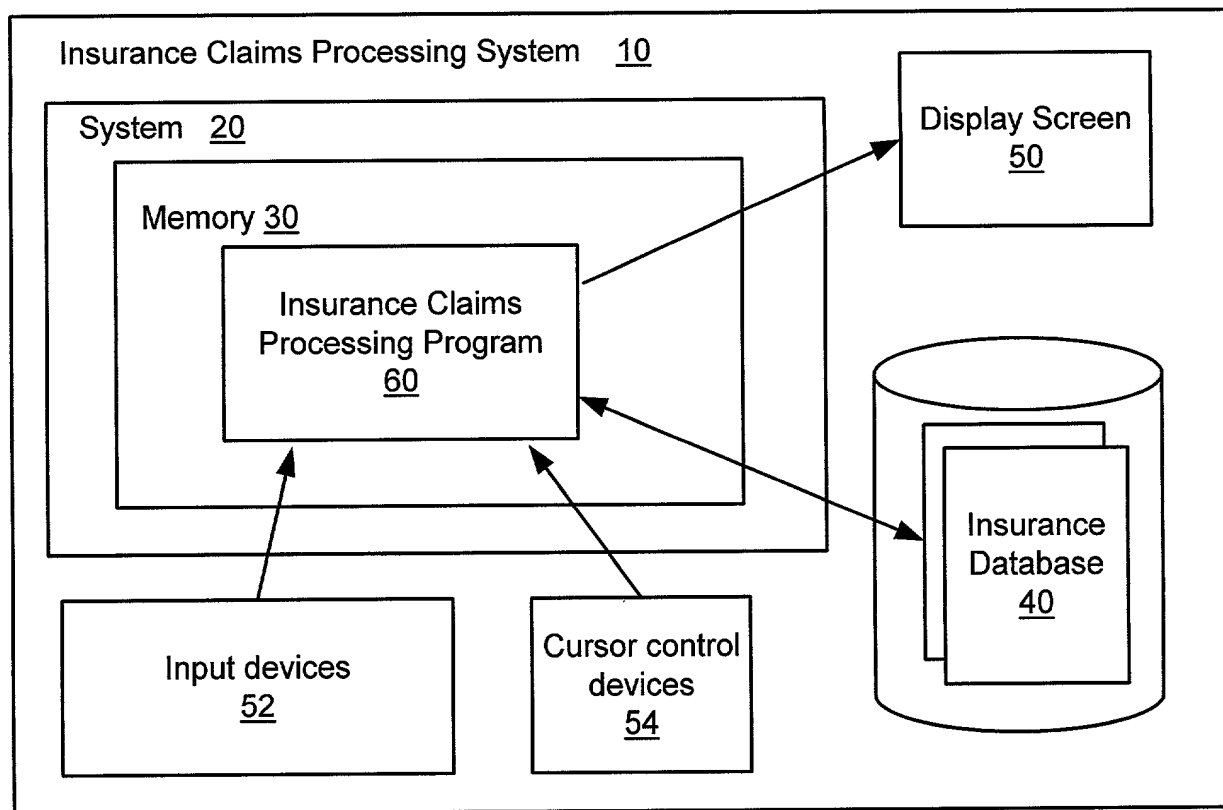 Insurance Claims Processing System 10
System 20
Memory 30
Insurance Claims
Processing Program
60
Display Screen
50
Insurance
Database
40
Input devices
52
Cursor control
devices
54